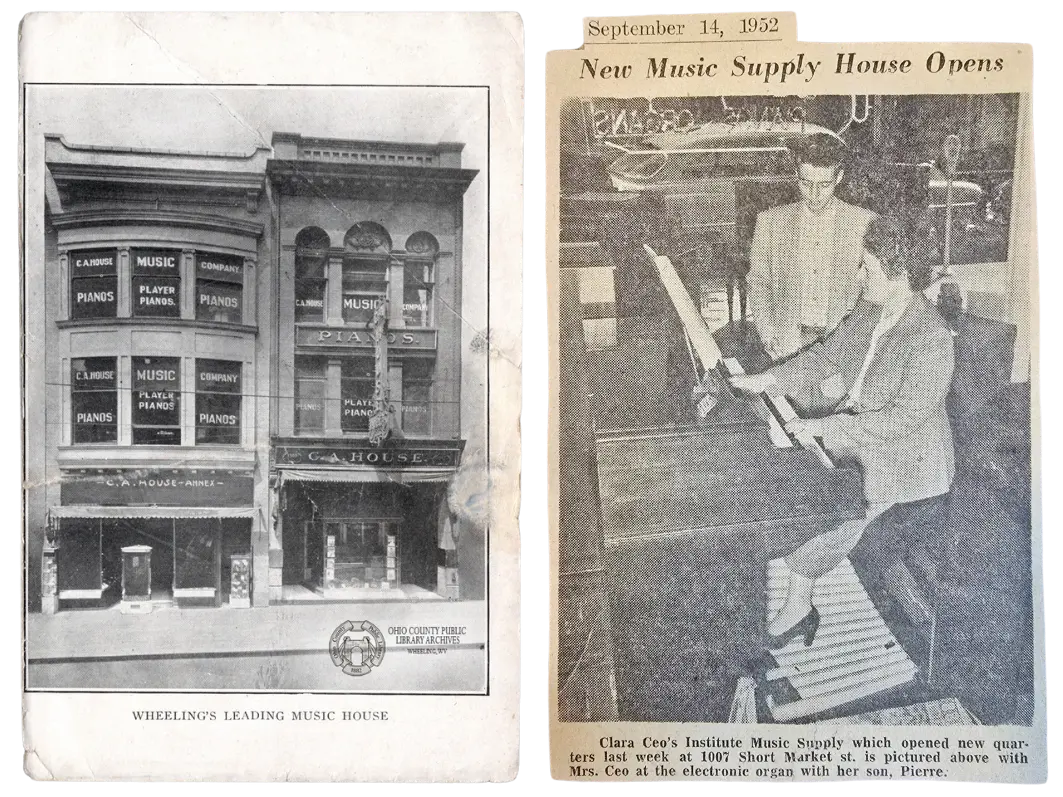 C.A.HOUSE MUSIC COMPANY
PIANOS PLAYER PIANOS. PIANOS
C.A.HOUSE MUSIC COMPANY
PIANOS PLAYER PIANOS PIANOS
-C.A.HOUSE-ANNEX-
C.A.HOUSE MUSIC COMPANY
PIANOS.
PIANOS PLAYER PIANOS PIANOS
C.A.HOUSE.
OHIO COUNTY PUBLIC
LIBRARY ARCHIVES
WHEELING, WV
WHEELING'S LEADING MUSIC HOUSE
September 14, 1952
New Music Supply House Opens
Clara Ceo's Institute Music Supply which opened new quar-
ters last week at 1007 Short Market st. is pictured above with
Mrs. Ceo at the electronic organ with her son, Pierre.